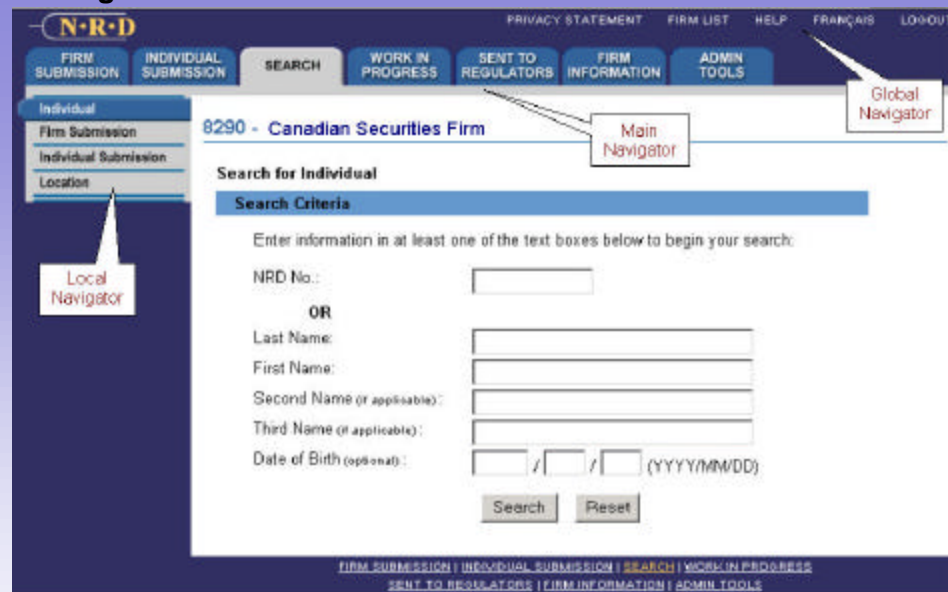 N·R·D
PRIVACY STATEMENT FIRM LIST HELP FRANÇAIS LOGOUT
FIRM SUBMISSION
INDIVIDUAL SUBMISSION
SEARCH
WORK IN PROGRESS
SENT TO REGULATORS
FIRM INFORMATION
ADMIN TOOLS
Global
Navigator
Main
Navigator
Individual
Firm Submission
Individual Submission
Location
Local
Navigator
8290 - Canadian Securities Firm
Search for Individual
Search Criteria
Enter information in at least one of the text boxes below to begin your search:
NRD No.:
OR
Last Name:
First Name:
Second Name (if applicable) :
Third Name (if applicable) :
Date of Birth (optional) : / / (YYYY/MM/DD)
Search Reset
FIRM SUBMISSION | INDIVIDUAL SUBMISSION | SEARCH | WORK IN PROGRESS
SENT TO REGULATORS | FIRM INFORMATION | ADMIN TOOLS